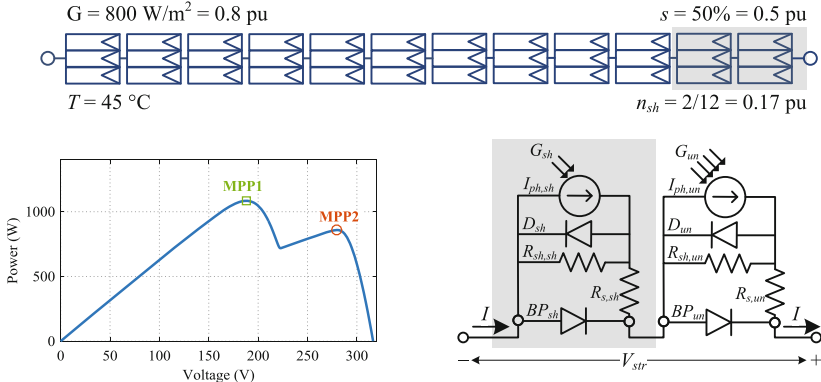 G = 800 W/m² = 0.8 pu
s = 50% = 0.5 pu
T = 45 °C
n_sh = 2/12 = 0.17 pu
MPP1
MPP2
1000
500
0
0 50 100 150 200 250 300
Power (W)
Voltage (V)
G_sh
G_un
I_ph,sh
I_ph,un
D_sh
D_un
R_sh,sh
R_sh,un
R_s,sh
R_s,un
BP_sh
BP_un
I
I
− V_str +